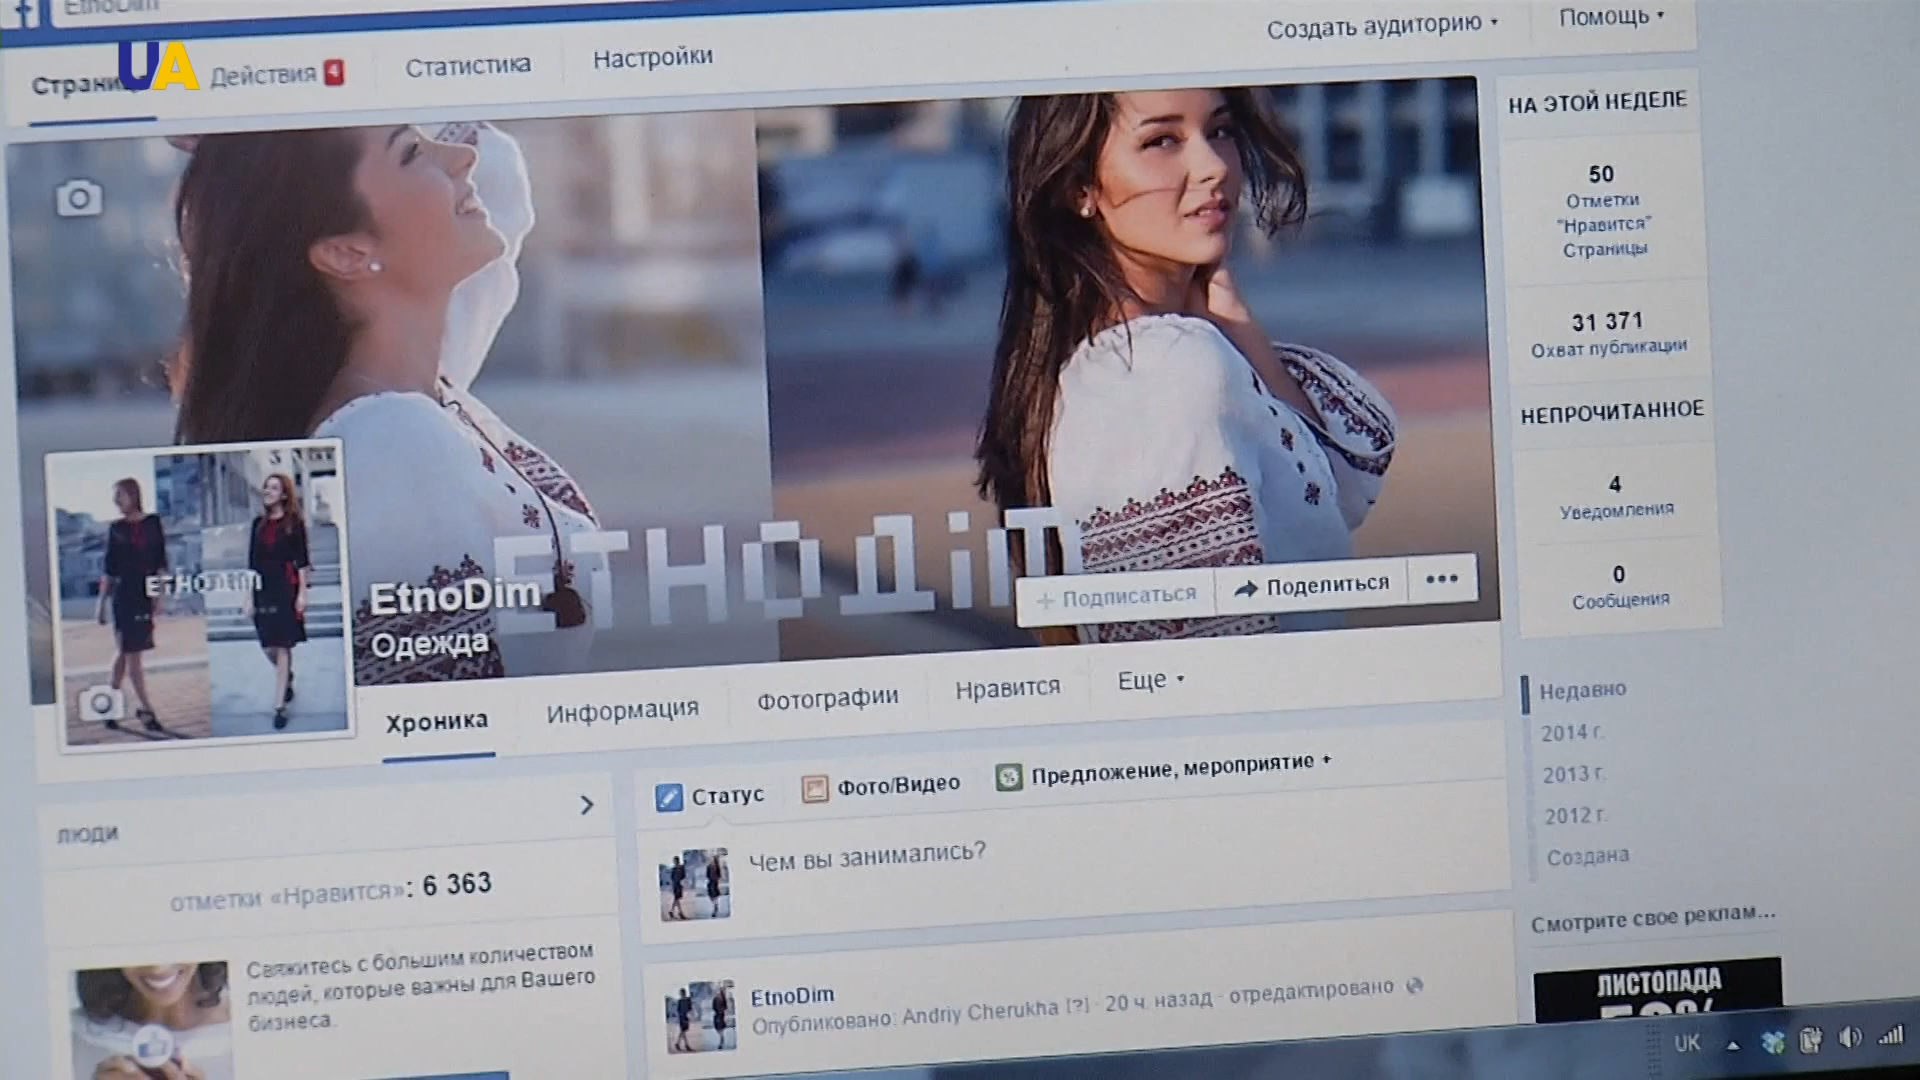 EtnoDim
UA
Действия 4
Статистика
Настройки
Создать аудиторию
Помощь
ЕТНОДІМ
EtnoDim
Одежда
Подписаться
Поделиться
Хроника
Информация
Фотографии
Нравится
Еще
люди
отметки «Нравится»: 6 363
Свяжитесь с большим количеством
людей, которые важны для Вашего
бизнеса.
Статус
Фото/Видео
Предложение, мероприятие +
Чем вы занимались?
EtnoDim
Опубликовано: Andriy Cherukha [?] · 20 ч. назад · отредактировано
НА ЭТОЙ НЕДЕЛЕ
50
Отметки
"Нравится"
Страницы
31 371
Охват публикации
НЕПРОЧИТАННОЕ
4
Уведомления
0
Сообщения
Недавно
2014 г.
2013 г.
2012 г.
Создана
Смотрите свое реклам...
ЛИСТОПАДА
UK